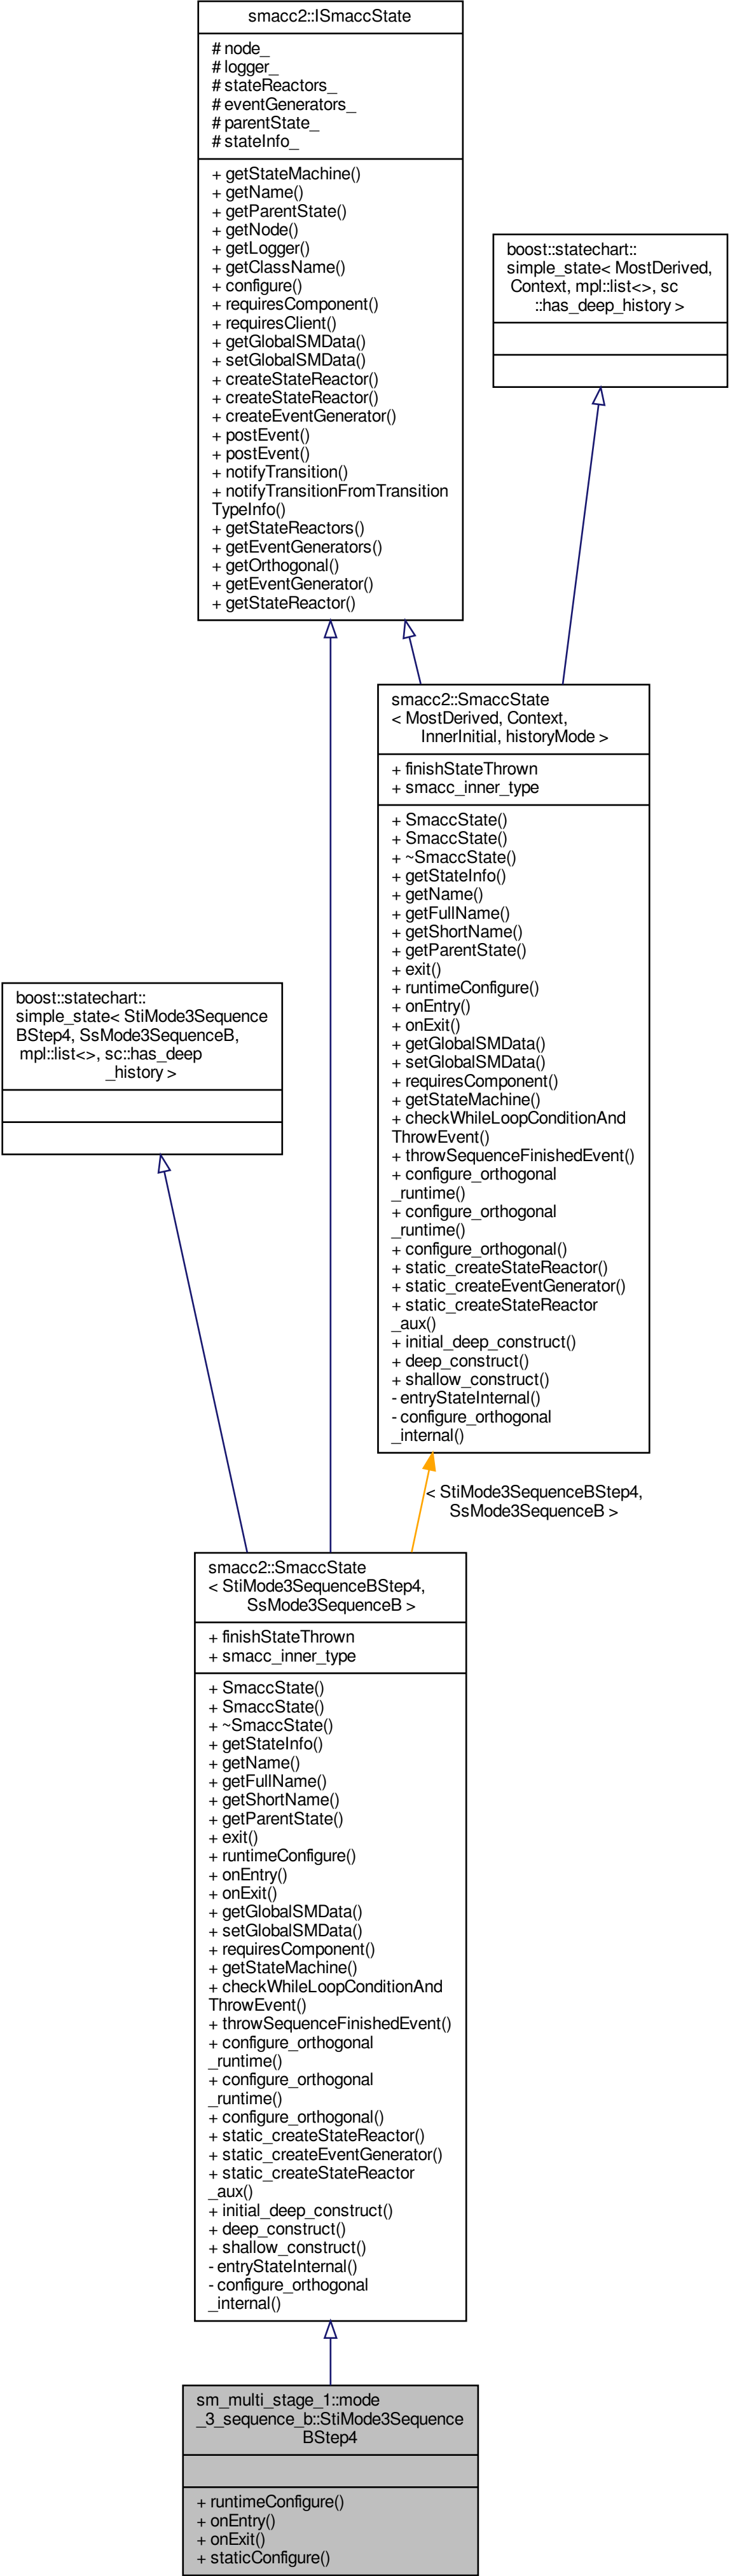 smacc2::ISmaccState
# node_
# logger_
# stateReactors_
# eventGenerators_
# parentState_
# stateInfo_
+ getStateMachine()
+ getName()
+ getParentState()
+ getNode()
+ getLogger()
+ getClassName()
+ configure()
+ requiresComponent()
+ requiresClient()
+ getGlobalSMData()
+ setGlobalSMData()
+ createStateReactor()
+ createStateReactor()
+ createEventGenerator()
+ postEvent()
+ postEvent()
+ notifyTransition()
+ notifyTransitionFromTransition
TypeInfo()
+ getStateReactors()
+ getEventGenerators()
+ getOrthogonal()
+ getEventGenerator()
+ getStateReactor()
boost::statechart::
simple_state< MostDerived,
Context, mpl::list<>, sc
::has_deep_history >
smacc2::SmaccState
< MostDerived, Context,
InnerInitial, historyMode >
+ finishStateThrown
+ smacc_inner_type
+ SmaccState()
+ SmaccState()
+ ~SmaccState()
+ getStateInfo()
+ getName()
+ getFullName()
+ getShortName()
+ getParentState()
+ exit()
+ runtimeConfigure()
+ onEntry()
+ onExit()
+ getGlobalSMData()
+ setGlobalSMData()
+ requiresComponent()
+ getStateMachine()
+ checkWhileLoopConditionAnd
ThrowEvent()
+ throwSequenceFinishedEvent()
+ configure_orthogonal
_runtime()
+ configure_orthogonal
_runtime()
+ configure_orthogonal()
+ static_createStateReactor()
+ static_createEventGenerator()
+ static_createStateReactor
_aux()
+ initial_deep_construct()
+ deep_construct()
+ shallow_construct()
- entryStateInternal()
- configure_orthogonal
_internal()
boost::statechart::
simple_state< StiMode3Sequence
BStep4, SsMode3SequenceB,
mpl::list<>, sc::has_deep
_history >
< StiMode3SequenceBStep4,
SsMode3SequenceB >
smacc2::SmaccState
< StiMode3SequenceBStep4,
SsMode3SequenceB >
+ finishStateThrown
+ smacc_inner_type
+ SmaccState()
+ SmaccState()
+ ~SmaccState()
+ getStateInfo()
+ getName()
+ getFullName()
+ getShortName()
+ getParentState()
+ exit()
+ runtimeConfigure()
+ onEntry()
+ onExit()
+ getGlobalSMData()
+ setGlobalSMData()
+ requiresComponent()
+ getStateMachine()
+ checkWhileLoopConditionAnd
ThrowEvent()
+ throwSequenceFinishedEvent()
+ configure_orthogonal
_runtime()
+ configure_orthogonal
_runtime()
+ configure_orthogonal()
+ static_createStateReactor()
+ static_createEventGenerator()
+ static_createStateReactor
_aux()
+ initial_deep_construct()
+ deep_construct()
+ shallow_construct()
- entryStateInternal()
- configure_orthogonal
_internal()
sm_multi_stage_1::mode
_3_sequence_b::StiMode3Sequence
BStep4
+ runtimeConfigure()
+ onEntry()
+ onExit()
+ staticConfigure()